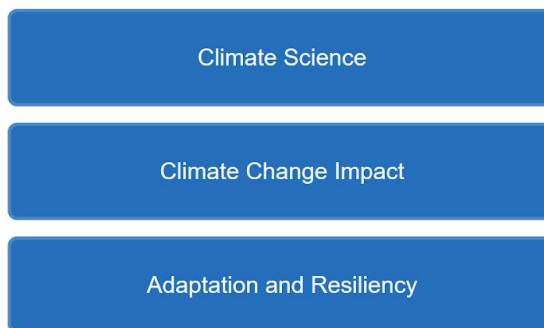 Climate Science
Climate Change Impact
Adaptation and Resiliency